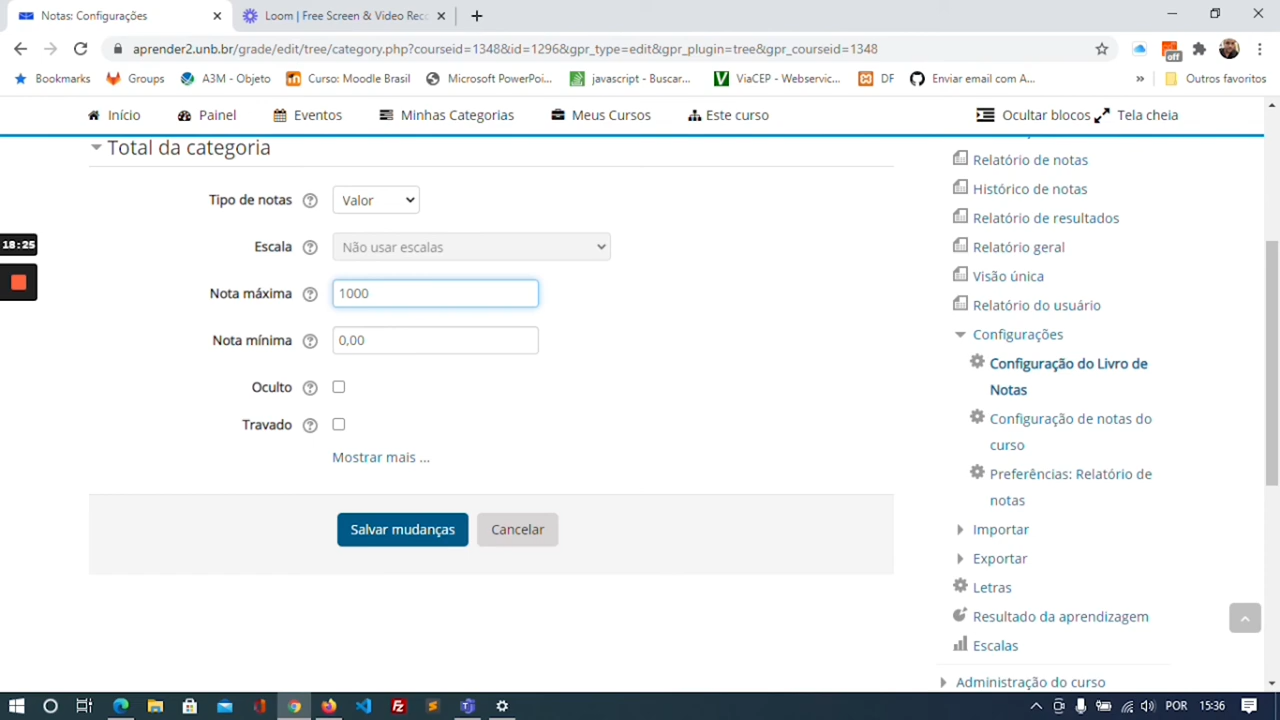 Notas: Configurações
Loom | Free Screen & Video Rec
aprender2.unb.br/grade/edit/tree/category.php?courseid=1348&id=1296&gpr_type=edit&gpr_plugin=tree&gpr_courseid=1348
off
Bookmarks Groups A3M - Objeto Curso: Moodle Brasil Microsoft PowerPoi... javascript - Buscar... ViaCEP - Webservic... DF Enviar email com A... » Outros favoritos
Início Painel Eventos Minhas Categorias Meus Cursos Este curso Ocultar blocos Tela cheia
Total da categoria
Tipo de notas Valor
Escala Não usar escalas
Nota máxima 1000
Nota mínima 0,00
Oculto
Travado
Mostrar mais ...
Salvar mudanças Cancelar
18:25
Relatório de notas
Histórico de notas
Relatório de resultados
Relatório geral
Visão única
Relatório do usuário
Configurações
Configuração do Livro de
Notas
Configuração de notas do
curso
Preferências: Relatório de
notas
Importar
Exportar
Letras
Resultado da aprendizagem
Escalas
Administração do curso
POR 15:36